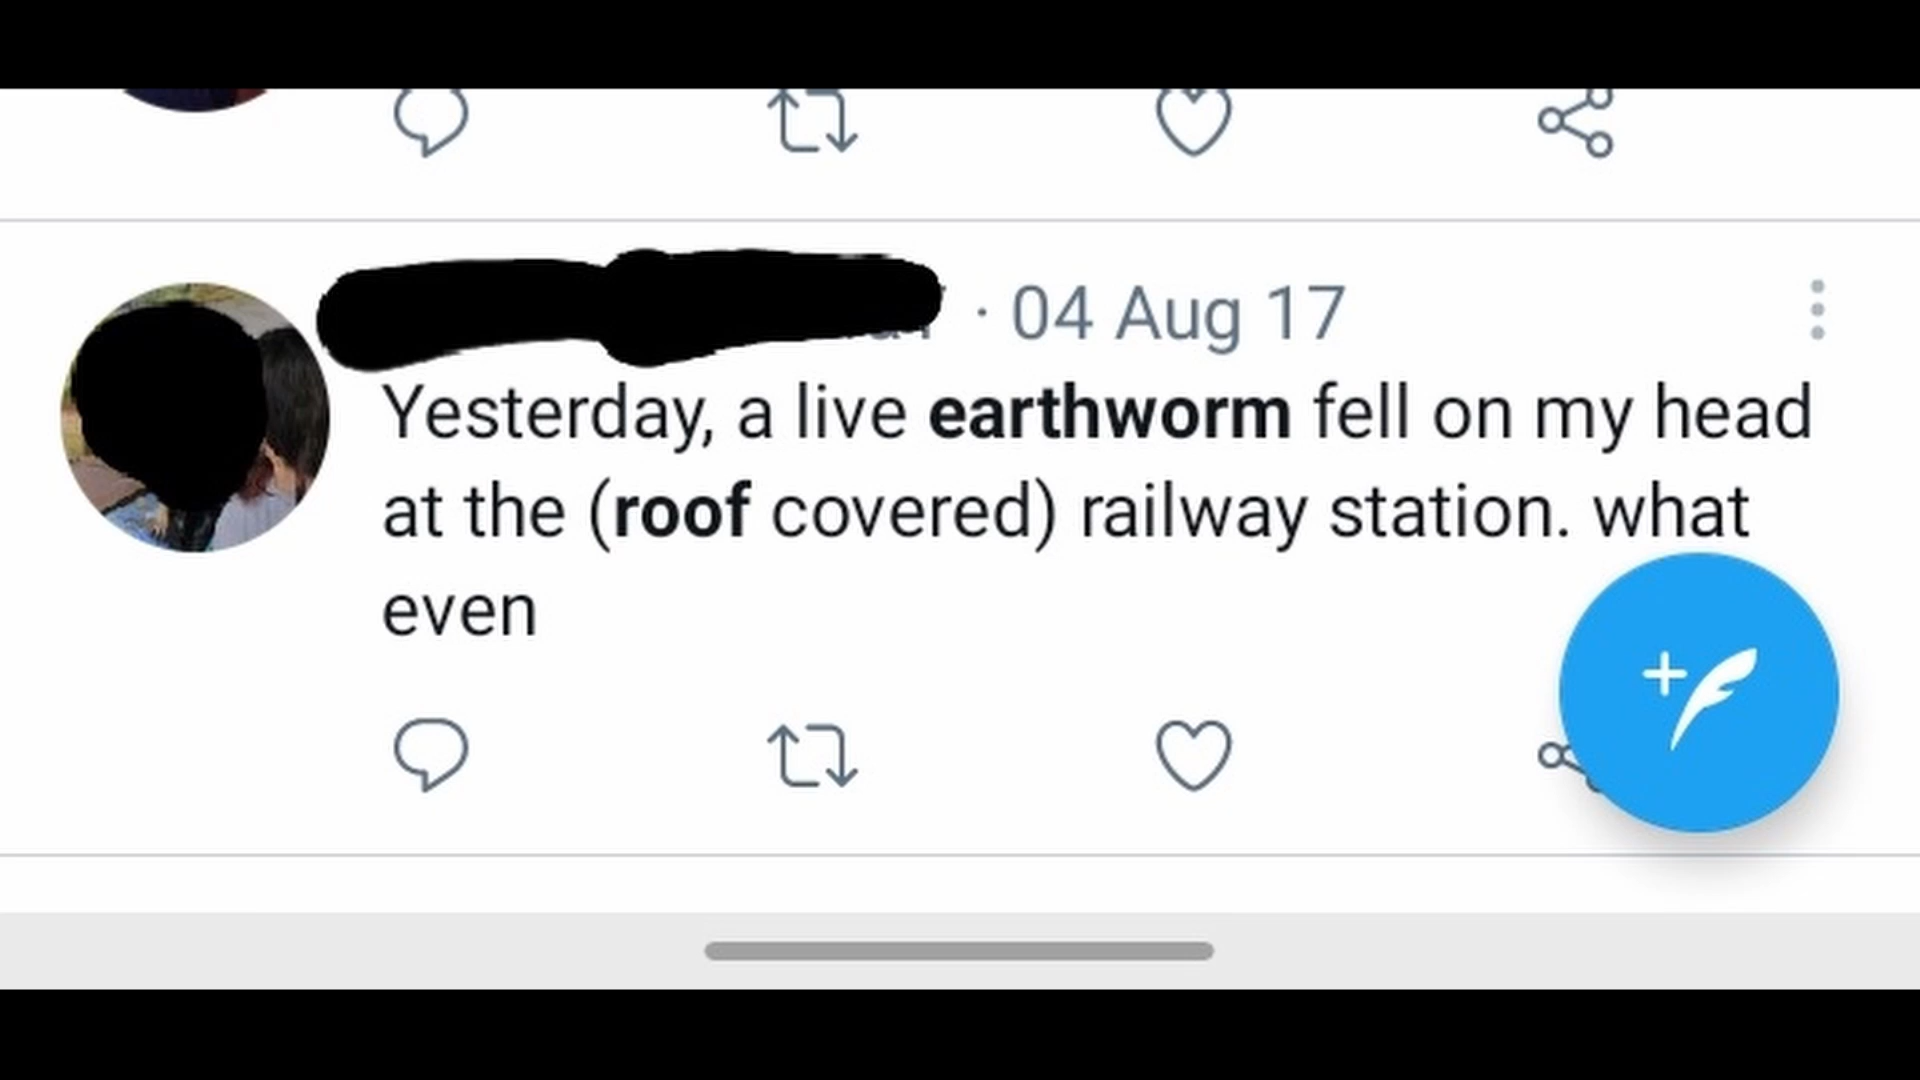 · 04 Aug 17
Yesterday, a live earthworm fell on my head
at the (roof covered) railway station. what
even